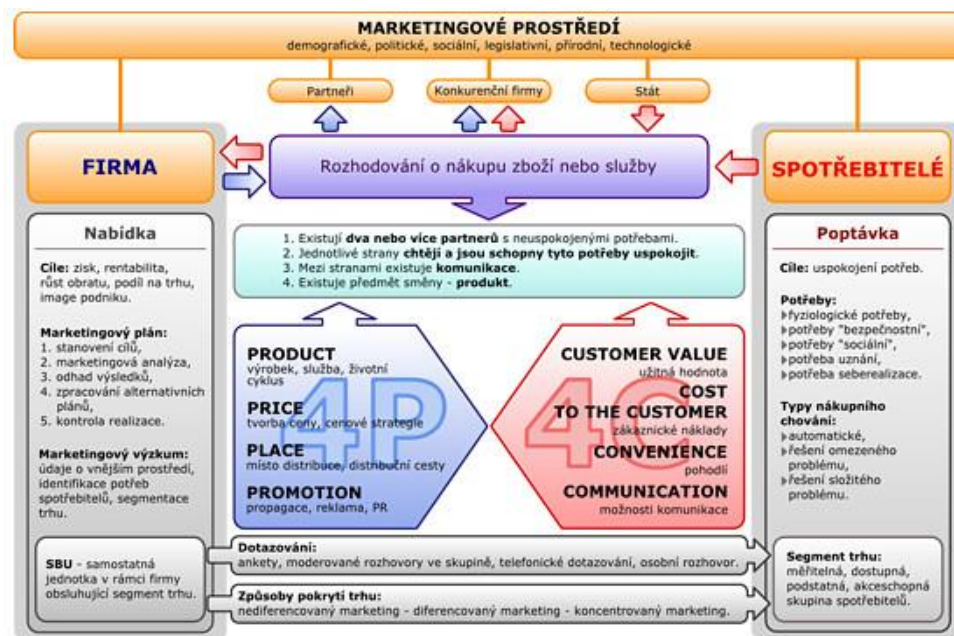 MARKETINGOVÉ PROSTŘEDÍ
demografické, politické, sociální, legislativní, přírodní, technologické
Partneři
Konkurenční firmy
Stát
FIRMA
Rozhodování o nákupu zboží nebo služby
SPOTŘEBITELÉ
Nabídka
Cíle: zisk, rentabilita,
růst obratu, podíl na trhu,
image podniku.
Marketingový plán:
1. stanovení cílů,
2. marketingová analýza,
3. odhad výsledků,
4. zpracování alternativních
plánů,
5. kontrola realizace.
Marketingový výzkum:
údaje o vnějším prostředí,
identifikace potřeb
spotřebitelů, segmentace
trhu.
SBU - samostatná
jednotka v rámci firmy
obsluhující segment trhu.
1. Existují dva nebo více partnerů s neuspokojenými potřebami.
2. Jednotlivé strany chtějí a jsou schopny tyto potřeby uspokojit.
3. Mezi stranami existuje komunikace.
4. Existuje předmět směny - produkt.
4P
PRODUCT
výrobek, služba, životní
cyklus
PRICE
tvorba ceny, cenové strategie
PLACE
místo distribuce, distribuční cesty
PROMOTION
propagace, reklama, PR
4C
CUSTOMER VALUE
užitná hodnota
COST
TO THE CUSTOMER
zákaznické náklady
CONVENIENCE
pohodlí
COMMUNICATION
možnosti komunikace
Dotazování:
ankety, moderované rozhovory ve skupině, telefonické dotazování, osobní rozhovor.
Způsoby pokrytí trhu:
nediferencovaný marketing - diferencovaný marketing - koncentrovaný marketing.
Poptávka
Cíle: uspokojení potřeb.
Potřeby:
fyziologické potřeby,
potřeby "bezpečnostní",
potřeby "sociální",
potřeba uznání,
potřeba seberealizace.
Typy nákupního
chování:
automatické,
řešení omezeného
problému,
řešení složitého
problému.
Segment trhu:
měřitelná, dostupná,
podstatná, akceschopná
skupina spotřebitelů.